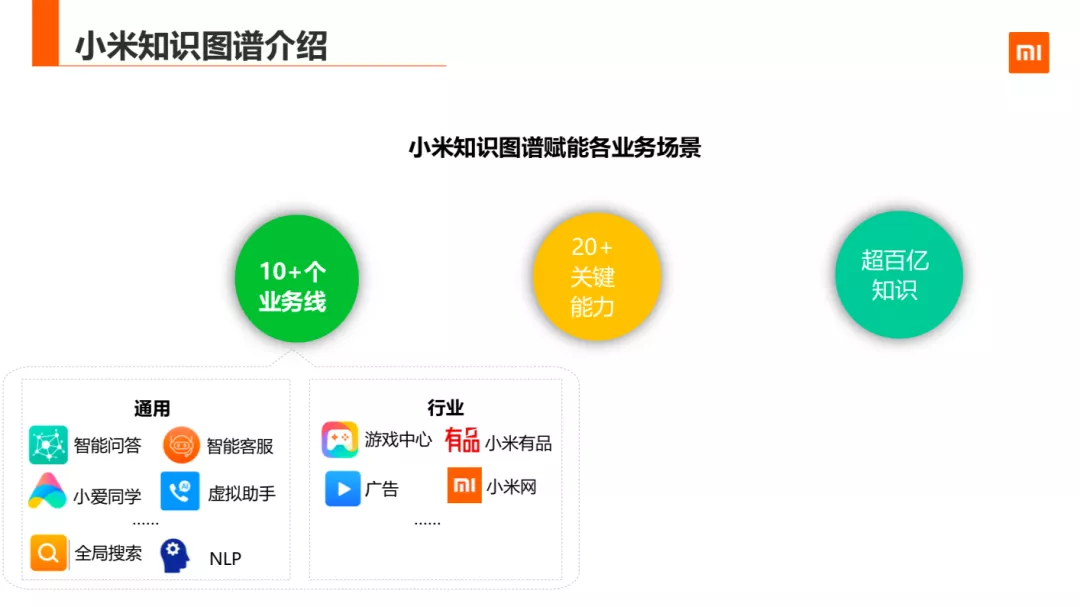 小米知识图谱介绍
mi
小米知识图谱赋能各业务场景
10+个
业务线
20+
关键
能力
超百亿
知识
通用
智能问答
智能客服
小爱同学
AI
虚拟助手
......
全局搜索
NLP
行业
游戏中心
有品 小米有品
广告
mi 小米网
......